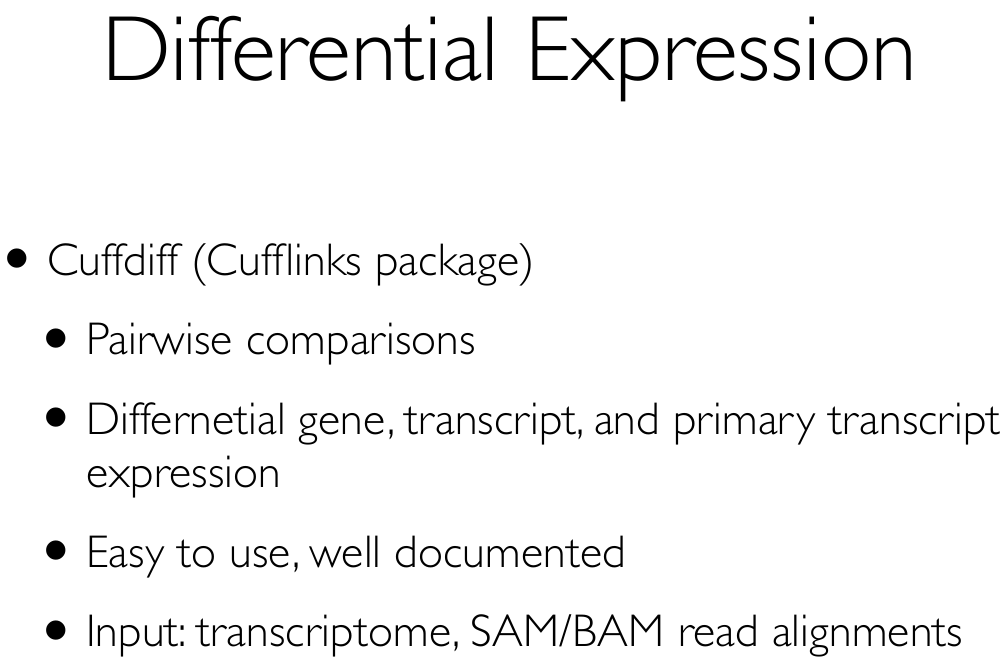 Differential Expression
• Cuffdiff (Cufflinks package)
• Pairwise comparisons
• Differnetial gene, transcript, and primary transcript
expression
• Easy to use, well documented
• Input: transcriptome, SAM/BAM read alignments